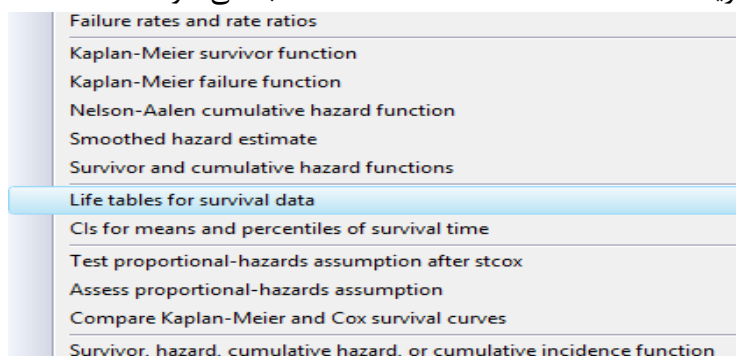 Failure rates and rate ratios
Kaplan-Meier survivor function
Kaplan-Meier failure function
Nelson-Aalen cumulative hazard function
Smoothed hazard estimate
Survivor and cumulative hazard functions
Life tables for survival data
CIs for means and percentiles of survival time
Test proportional-hazards assumption after stcox
Assess proportional-hazards assumption
Compare Kaplan-Meier and Cox survival curves
Survivor, hazard, cumulative hazard, or cumulative incidence function